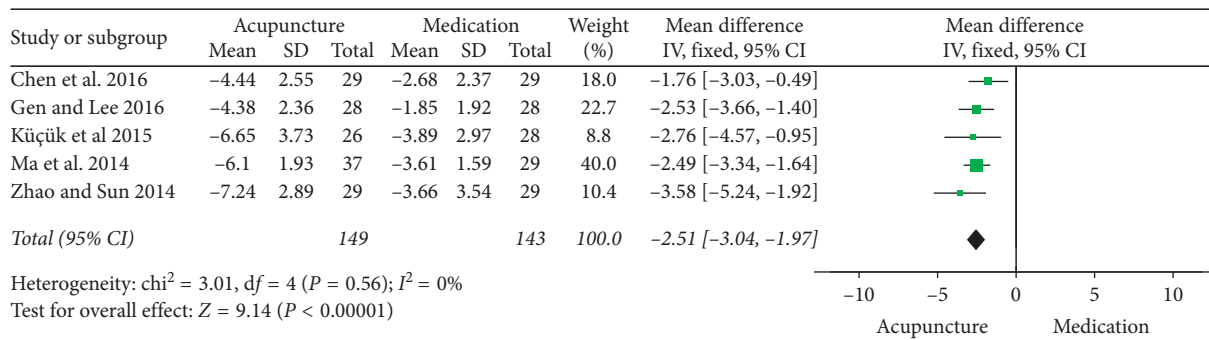 Study or subgroup Acupuncture Medication Weight Mean difference Mean difference
Mean SD Total Mean SD Total (%) IV, fixed, 95% CI IV, fixed, 95% CI
Chen et al. 2016 –4.44 2.55 29 –2.68 2.37 29 18.0 –1.76 [–3.03, –0.49]
Gen and Lee 2016 –4.38 2.36 28 –1.85 1.92 28 22.7 –2.53 [–3.66, –1.40]
Küçük et al 2015 –6.65 3.73 26 –3.89 2.97 28 8.8 –2.76 [–4.57, –0.95]
Ma et al. 2014 –6.1 1.93 37 –3.61 1.59 29 40.0 –2.49 [–3.34, –1.64]
Zhao and Sun 2014 –7.24 2.89 29 –3.66 3.54 29 10.4 –3.58 [–5.24, –1.92]
Total (95% CI) 149 143 100.0 –2.51 [–3.04, –1.97]
Heterogeneity: chi² = 3.01, df = 4 (P = 0.56); I² = 0%
Test for overall effect: Z = 9.14 (P < 0.00001)
–10 –5 0 5 10
Acupuncture Medication